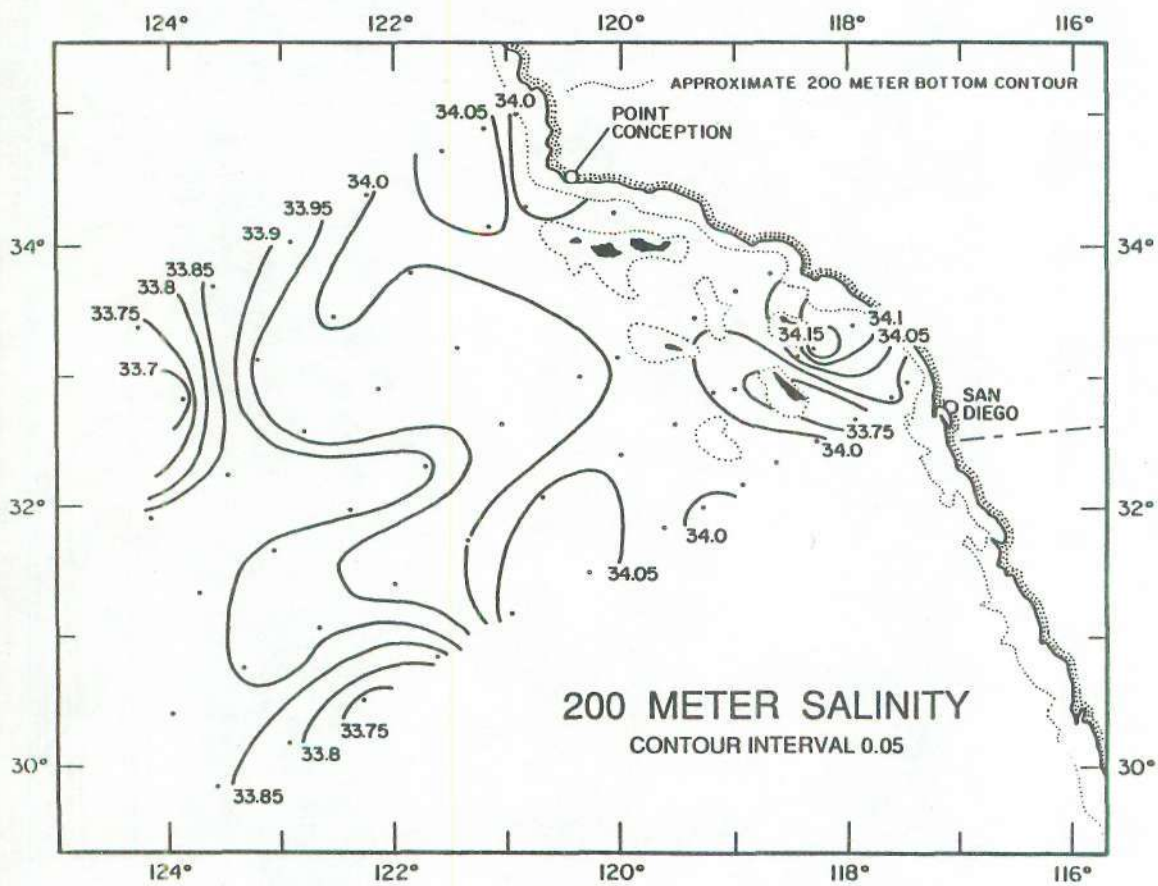 124° 122° 120° 118° 116°
APPROXIMATE 200 METER BOTTOM CONTOUR
34.05 34.0
POINT
CONCEPTION
34.0
33.95
33.9
34° 34°
33.85
33.8
33.75
34.1
34.15 34.05
33.7
SAN
DIEGO
33.75
34.0
32° 32°
34.0
34.05
200 METER SALINITY
CONTOUR INTERVAL 0.05
33.75
33.8
30° 30°
33.85
124° 122° 120° 118° 116°